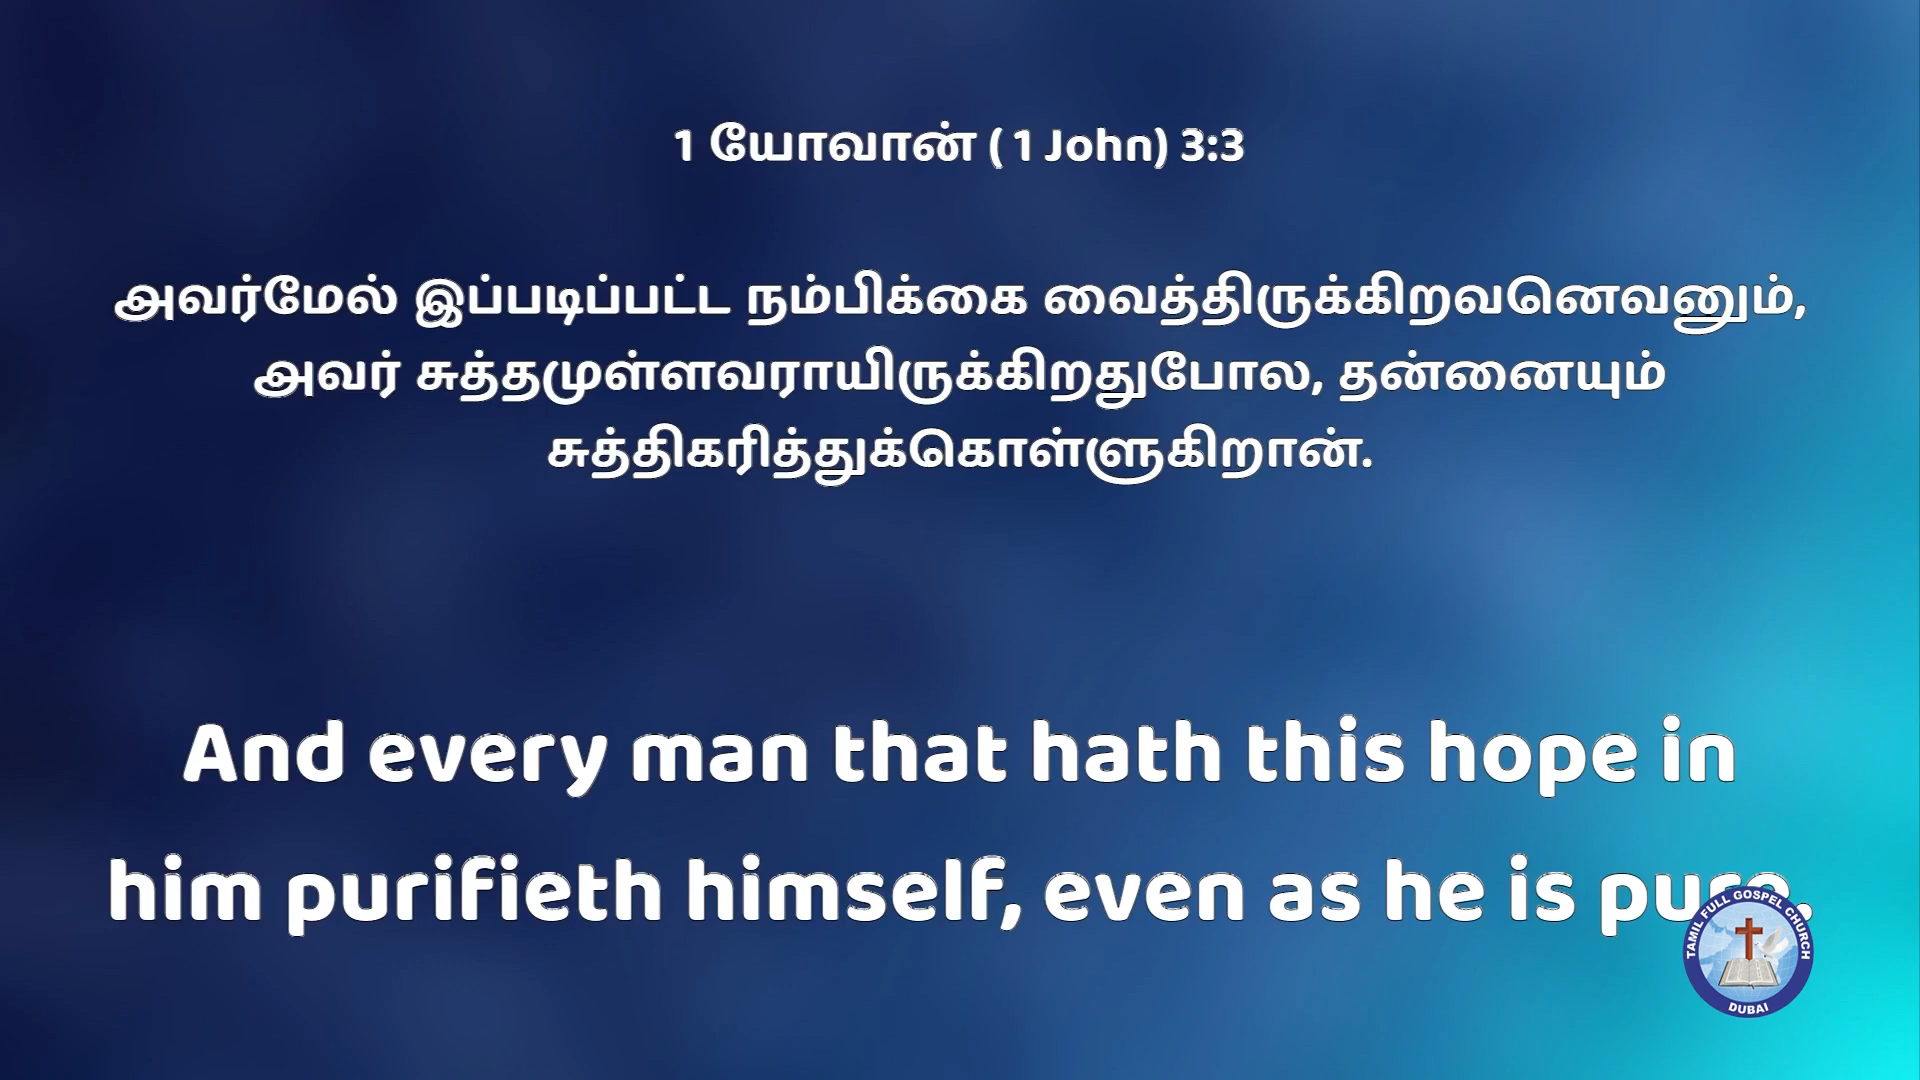 1 யோவான் ( 1 John) 3:3
அவர்மேல் இப்படிப்பட்ட நம்பிக்கை வைத்திருக்கிறவனெவனும்,
அவர் சுத்தமுள்ளவராயிருக்கிறதுபோல, தன்னையும்
சுத்திகரித்துக்கொள்ளுகிறான்.
And every man that hath this hope in
him purifieth himself, even as he is pure.
TAMIL FULL GOSPEL CHURCH
DUBAI